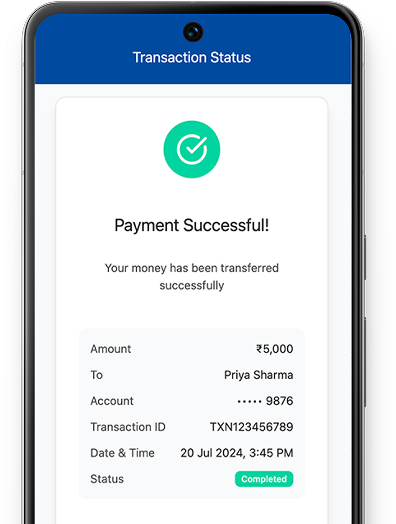 Transaction Status
Payment Successful!
Your money has been transferred
successfully
Amount ₹5,000
To Priya Sharma
Account ••••• 9876
Transaction ID TXN123456789
Date & Time 20 Jul 2024, 3:45 PM
Status Completed